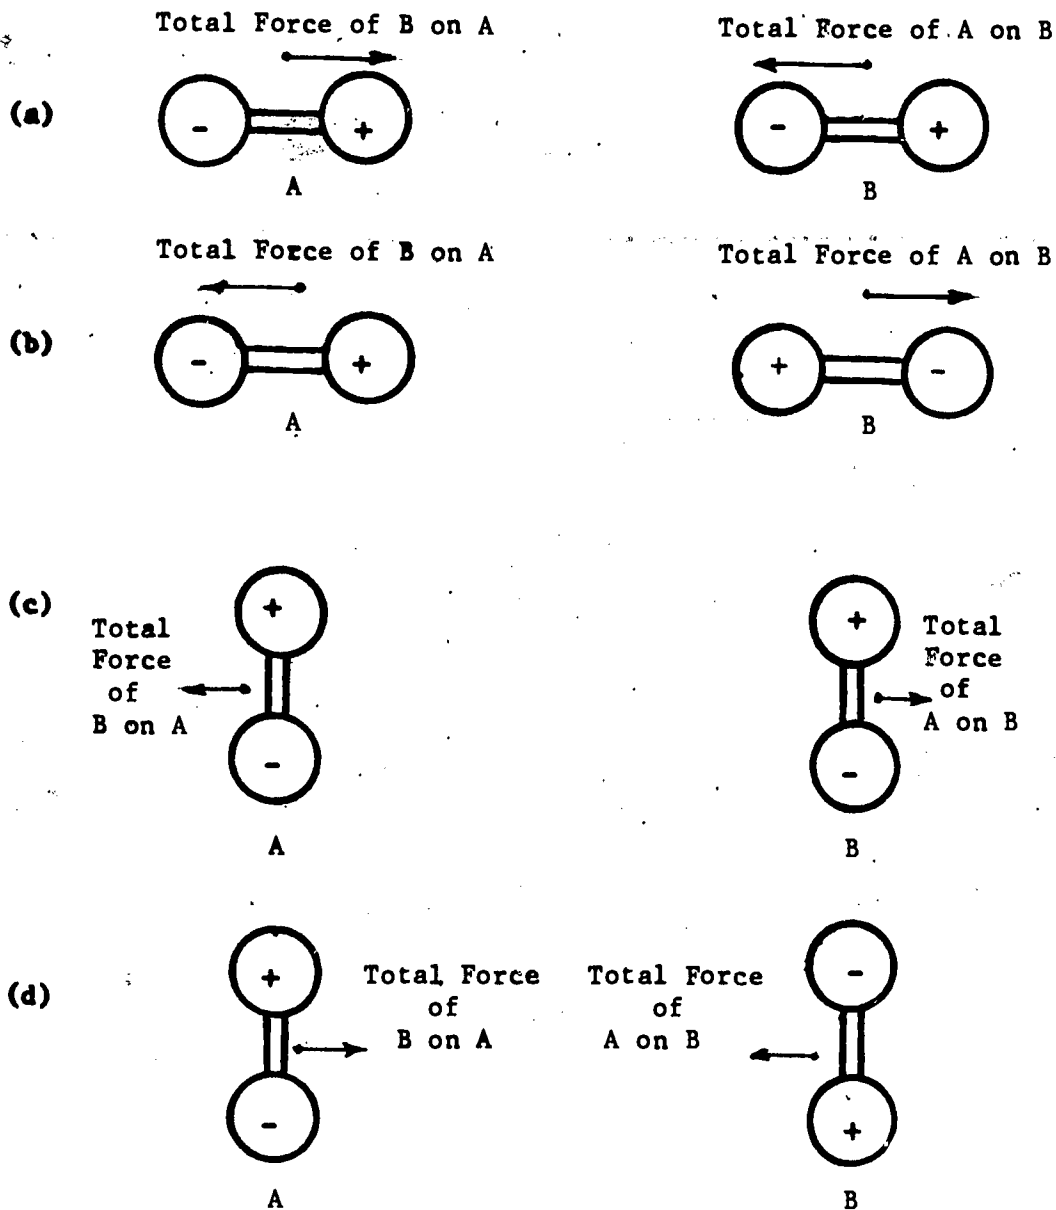 Total Force of B on A
Total Force of A on B
(a)
- +
A
- +
B
Total Force of B on A
Total Force of A on B
(b)
- +
A
+ -
B
(c)
Total
Force
of
B on A
+
-
A
+
-
B
Total
Force
of
A on B
(d)
+
-
A
Total Force
of
B on A
Total Force
of
A on B
-
+
B